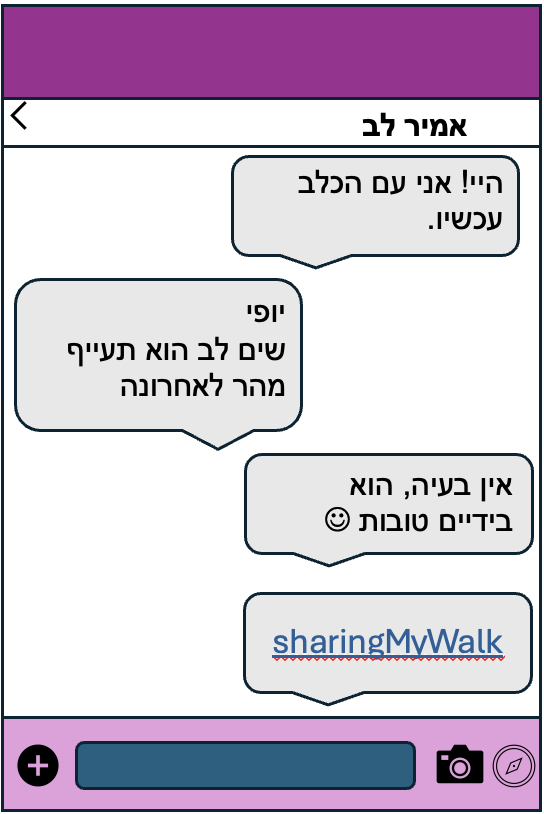 אמיר לב
היי! אני עם הכלב
עכשיו.
יופי
שים לב הוא תעייף
מהר לאחרונה
אין בעיה, הוא
בידיים טובות ☺
sharingMyWalk